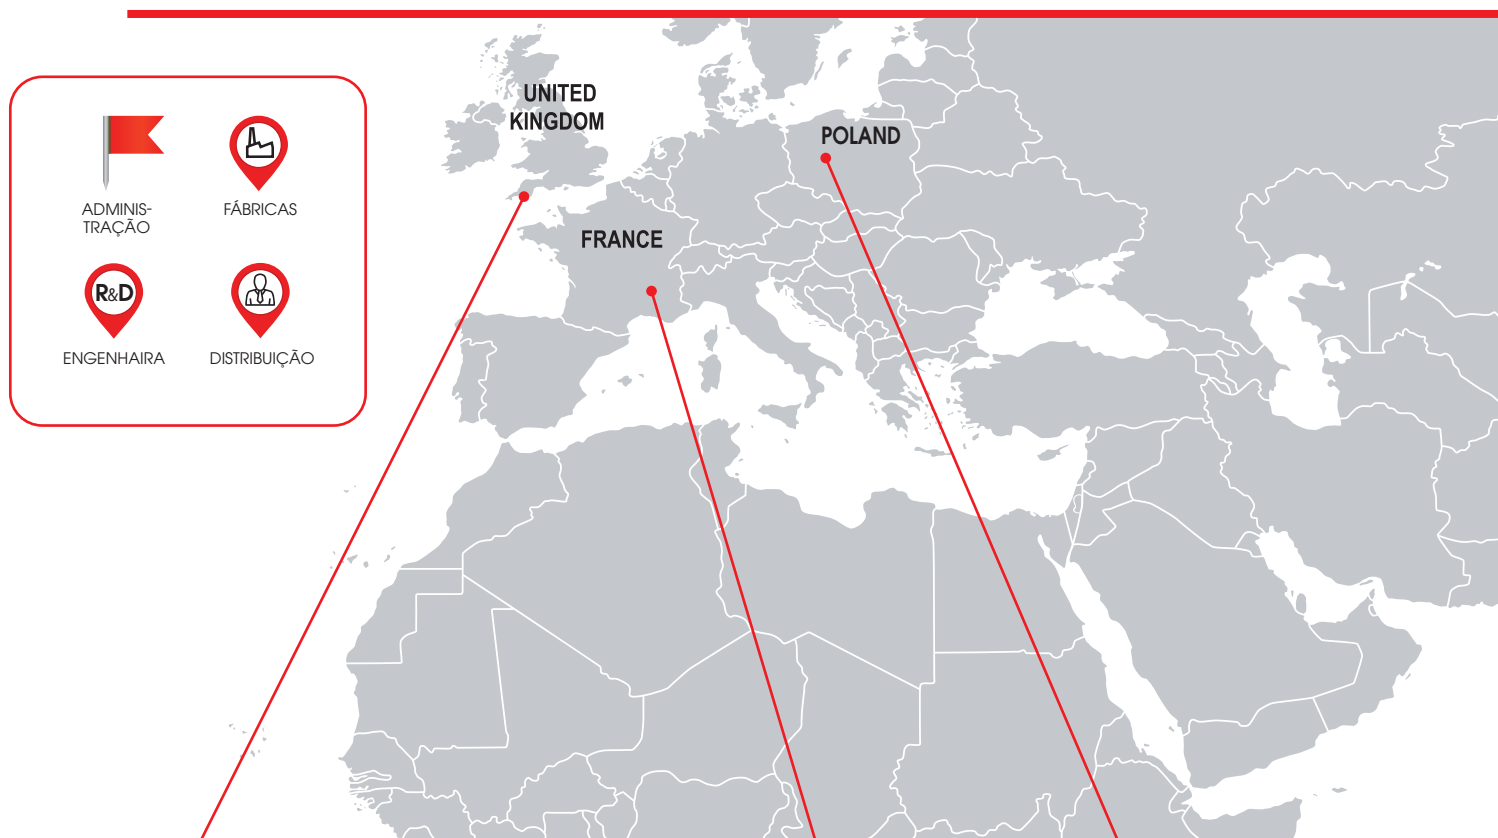 UNITED
KINGDOM
POLAND
FRANCE
ADMINIS-
TRAÇÃO
FÁBRICAS
R&D
ENGENHAIRA
DISTRIBUIÇÃO